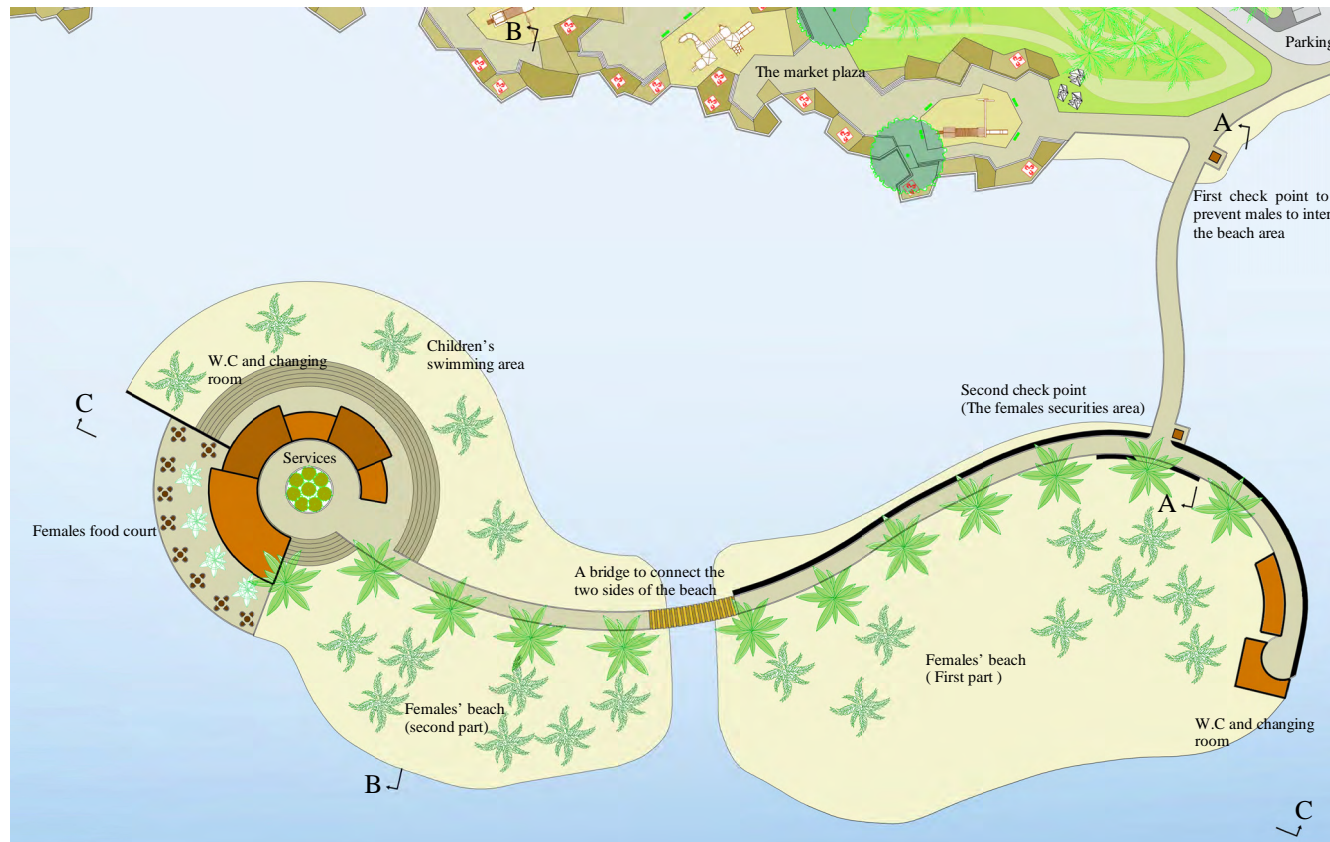 B
Parking
The market plaza
A
First check point to
prevent males to inter
the beach area
Children's
swimming area
W.C and changing
room
C
Second check point
(The females securities area)
Services
A
Females food court
A bridge to connect the
two sides of the beach
Females' beach
( First part )
Females' beach
(second part)
W.C and changing
room
B
C